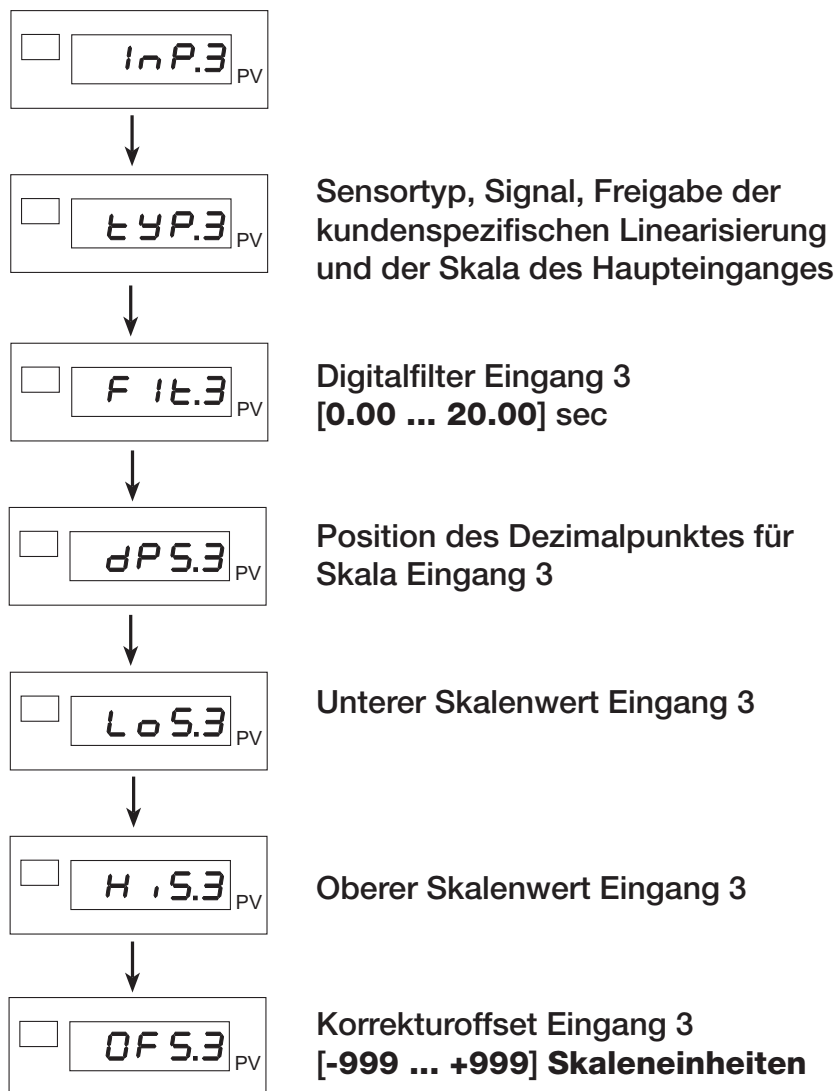 InP.3
PV
tYP.3
PV
Sensortyp, Signal, Freigabe der
kundenspezifischen Linearisierung
und der Skala des Haupteinganges
FIt.3
PV
Digitalfilter Eingang 3
[0.00 ... 20.00] sec
dPS.3
PV
Position des Dezimalpunktes für
Skala Eingang 3
LoS.3
PV
Unterer Skalenwert Eingang 3
HiS.3
PV
Oberer Skalenwert Eingang 3
OFS.3
PV
Korrekturoffset Eingang 3
[-999 ... +999] Skaleneinheiten